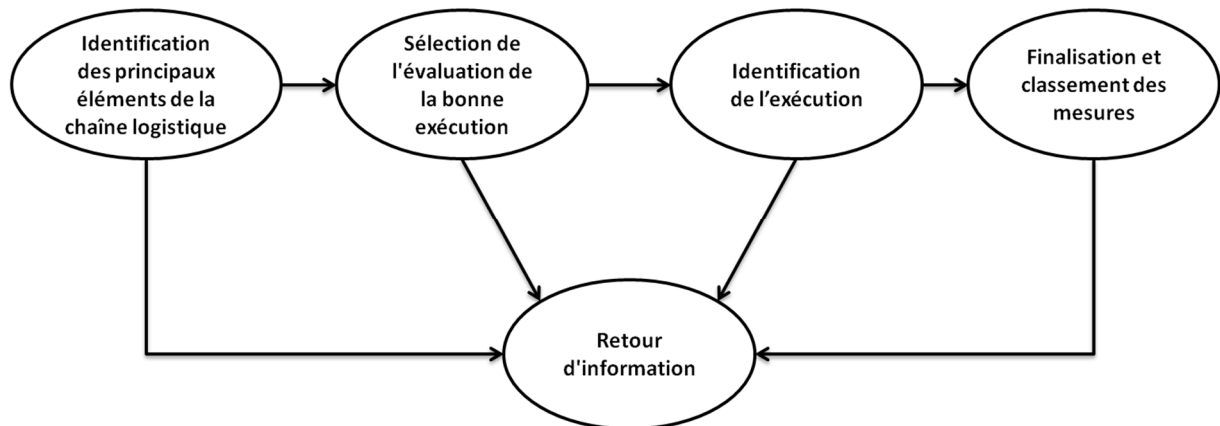 Identification
des principaux
éléments de la
chaîne logistique
Sélection de
l'évaluation de
la bonne
exécution
Identification
de l’exécution
Finalisation et
classement des
mesures
Retour
d'information